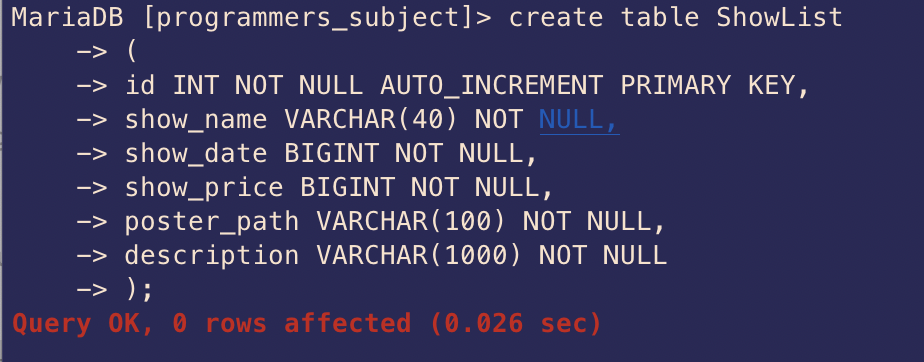 MariaDB [programmers_subject]> create table ShowList
    -> (
    -> id INT NOT NULL AUTO_INCREMENT PRIMARY KEY,
    -> show_name VARCHAR(40) NOT NULL,
    -> show_date BIGINT NOT NULL,
    -> show_price BIGINT NOT NULL,
    -> poster_path VARCHAR(100) NOT NULL,
    -> description VARCHAR(1000) NOT NULL
    -> );
Query OK, 0 rows affected (0.026 sec)